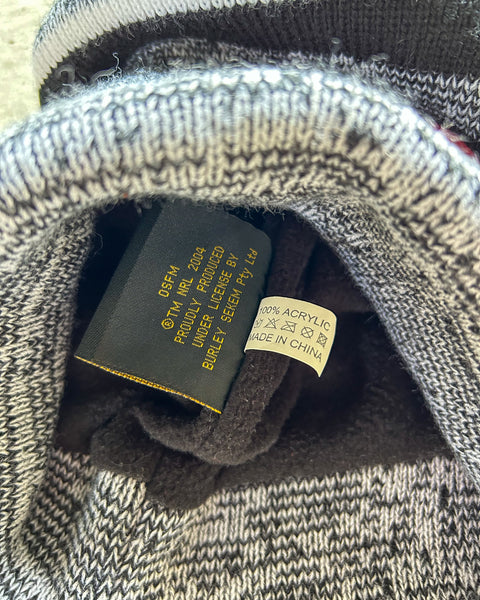 OSFM
®TM NRL 2004
PROUDLY PRODUCED
UNDER LICENSE BY
BURLEY SEKEM Pty Ltd
100% ACRYLIC
MADE IN CHINA